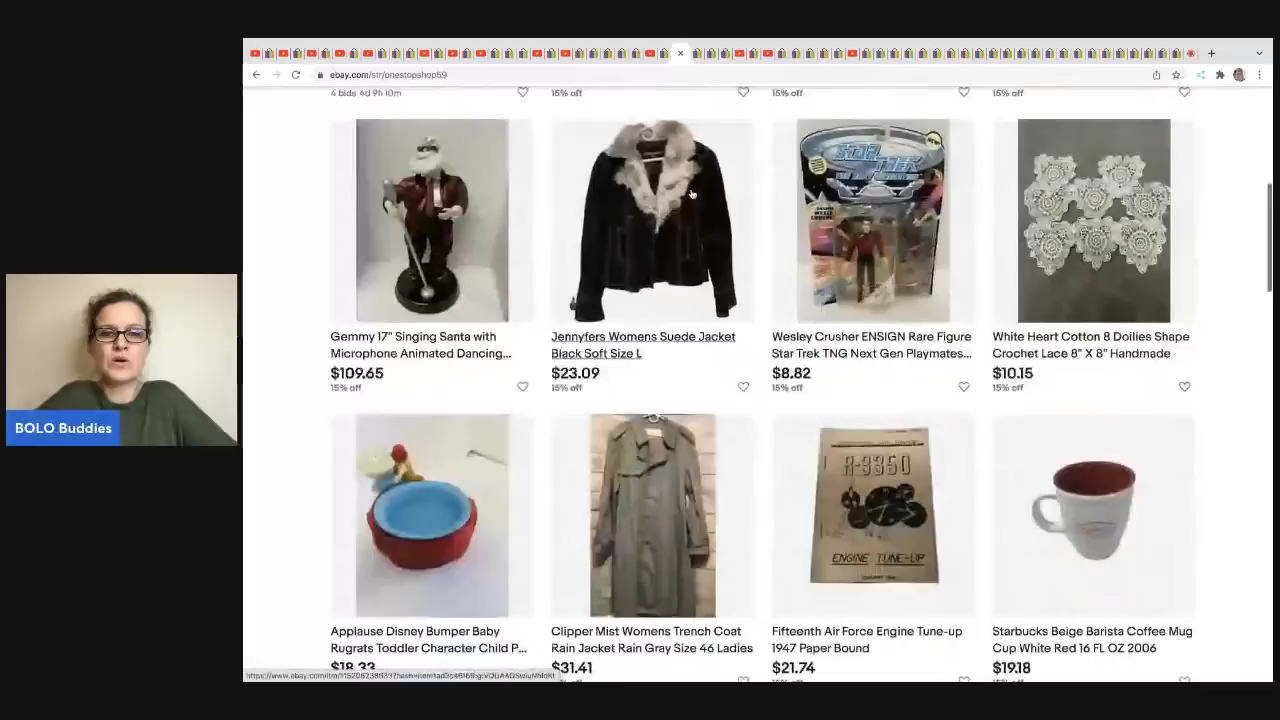 ebay.com/str/onestopshop59
4 bids 4d 9h 10m
15% off
15% off
15% off
STAR TREK
Gemmy 17" Singing Santa with
Microphone Animated Dancing...
$109.65
15% off
Jennyfers Womens Suede Jacket
Black Soft Size L
$23.09
15% off
Wesley Crusher ENSIGN Rare Figure
Star Trek TNG Next Gen Playmates...
$8.82
15% off
White Heart Cotton 8 Doilies Shape
Crochet Lace 8" X 8" Handmade
$10.15
15% off
BOLO Buddies
R-3350
ENGINE TUNE-UP
Applause Disney Bumper Baby
Rugrats Toddler Character Child P...
$18.33
Clipper Mist Womens Trench Coat
Rain Jacket Rain Gray Size 46 Ladies
$31.41
Fifteenth Air Force Engine Tune-up
1947 Paper Bound
$21.74
Starbucks Beige Barista Coffee Mug
Cup White Red 16 FL OZ 2006
$19.18